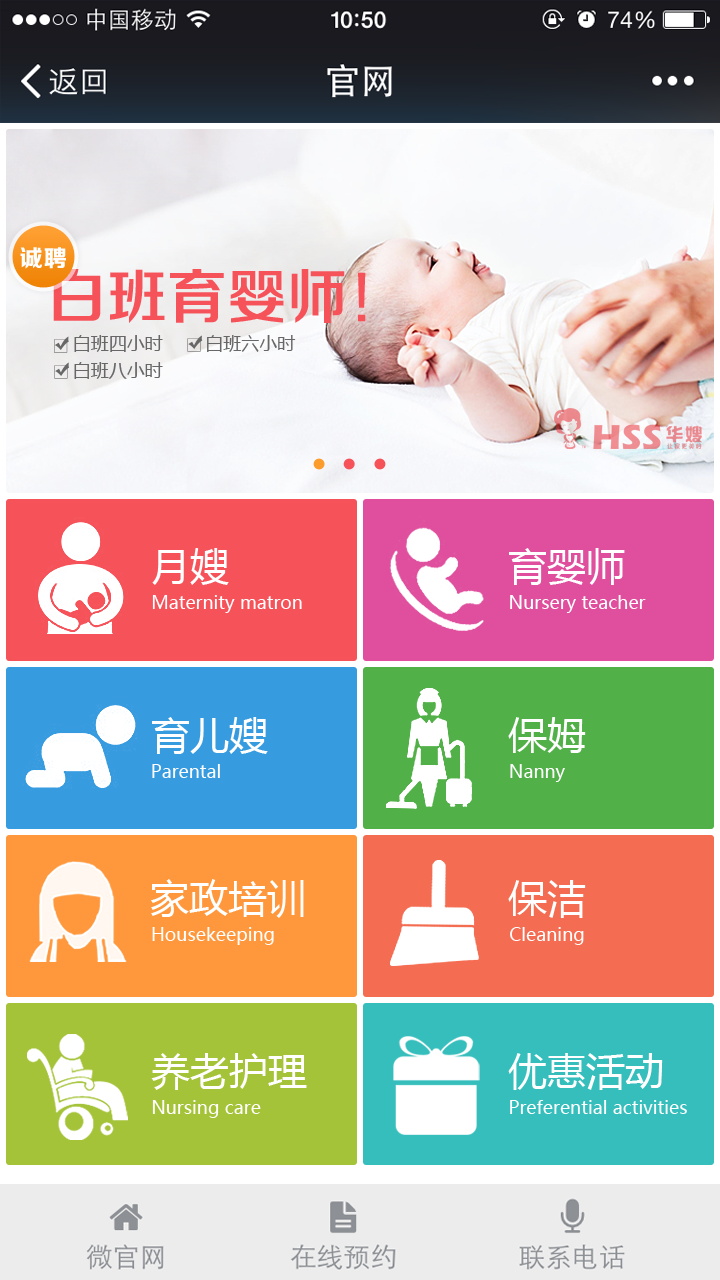 中国移动 10:50 74%
返回 官网
诚聘
白班育婴师!
白班四小时 白班六小时
白班八小时
HSS 华嫂
月嫂
Maternity matron
育婴师
Nursery teacher
育儿嫂
Parental
保姆
Nanny
家政培训
Housekeeping
保洁
Cleaning
养老护理
Nursing care
优惠活动
Preferential activities
微官网 在线预约 联系电话